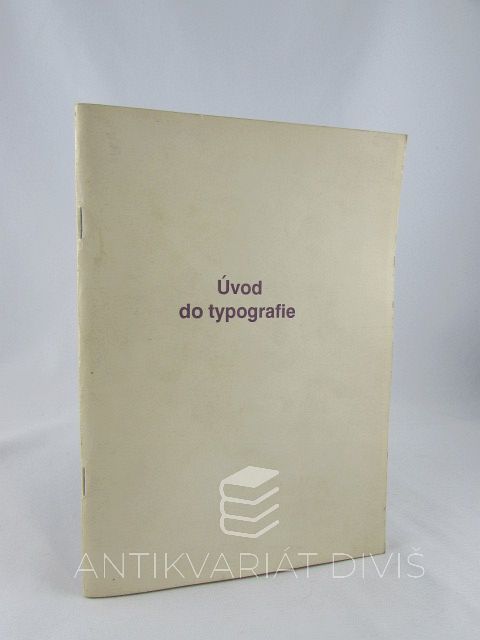 Úvod
do typografie
ANTIKVARIÁT DIVIŠ